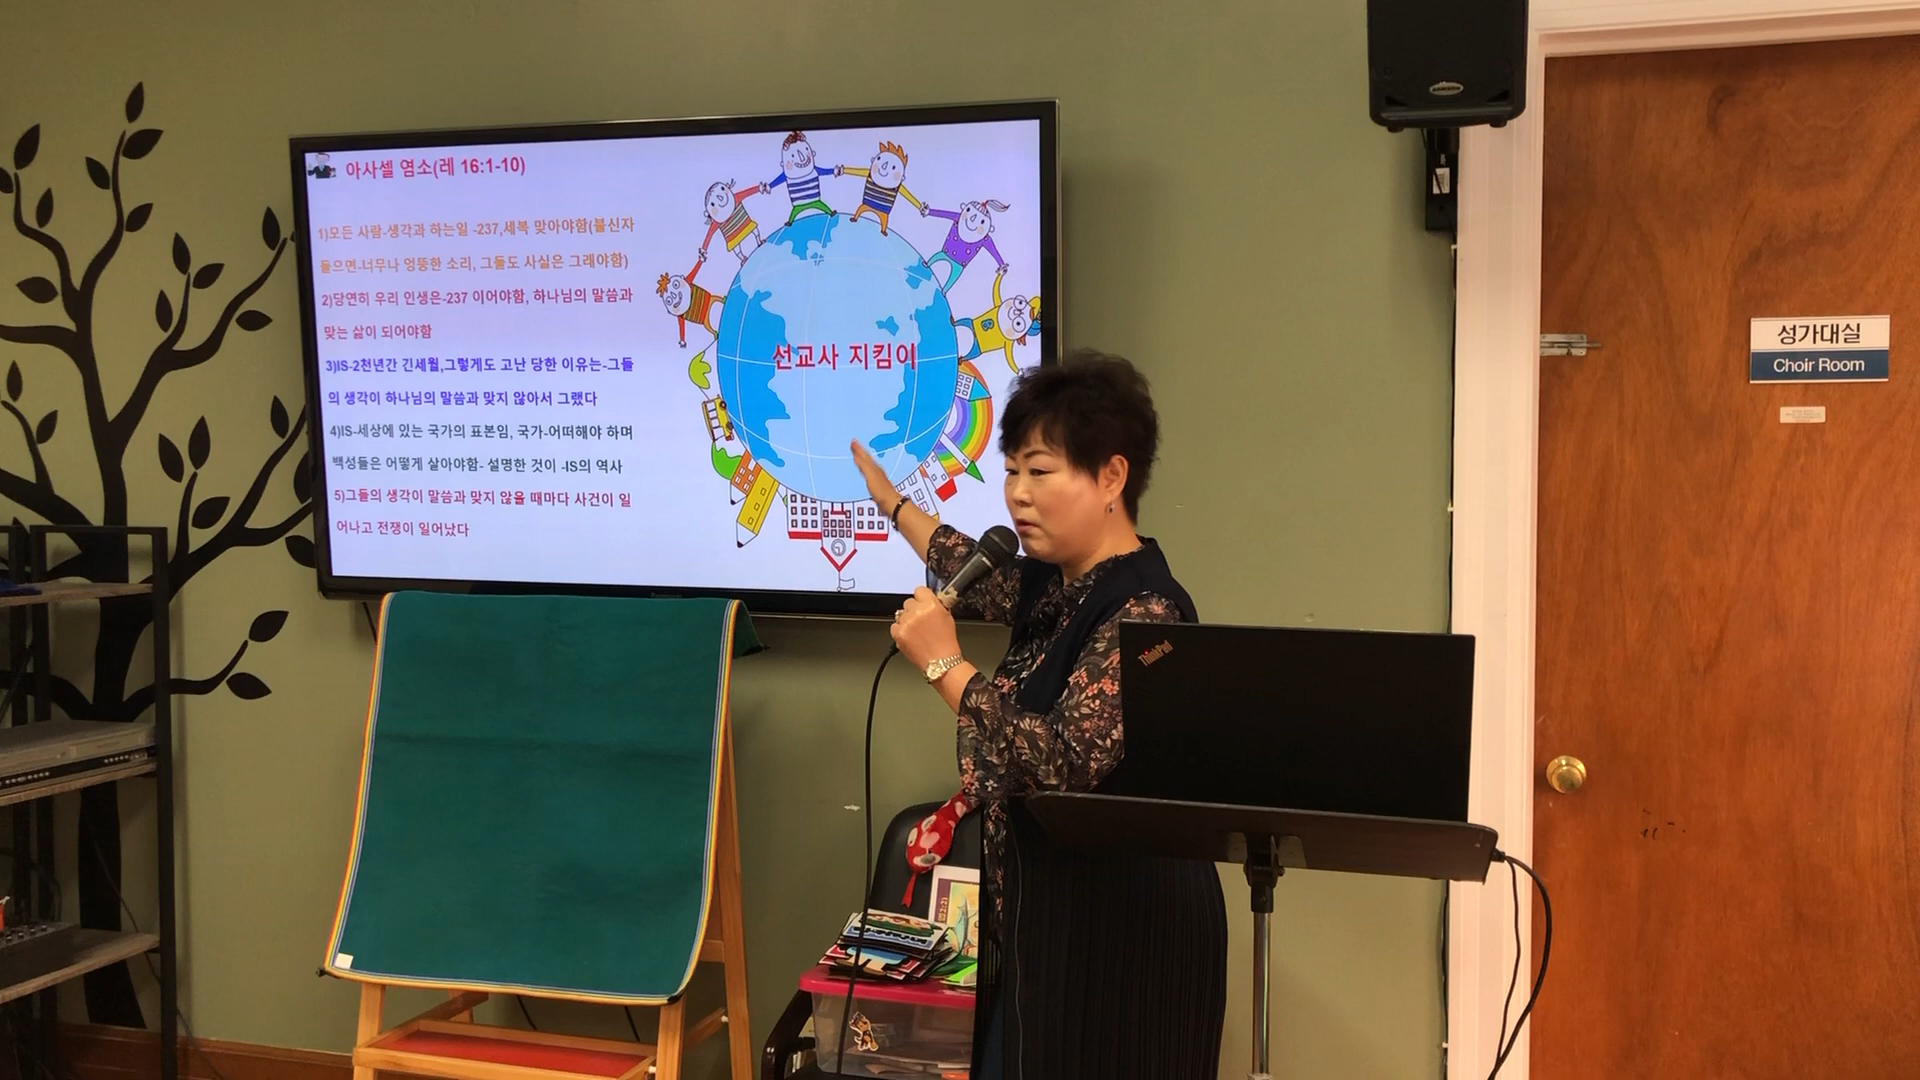 아사셀 염소(레 16:1-10)
1)모든 사람-생각과 하는일 -237,세복 맞아야함(불신자
들으면-너무나 엉뚱한 소리, 그들도 사실은 그래야함)
2)당연히 우리 인생은-237 이어야함, 하나님의 말씀과
맞는 삶이 되어야함
3)IS-2천년간 긴세월,그렇게도 고난 당한 이유는-그들
의 생각이 하나님의 말씀과 맞지 않아서 그랬다
4)IS-세상에 있는 국가의 표본임, 국가-어떠해야 하며
백성들은 어떻게 살아야함- 설명한 것이 -IS의 역사
5)그들의 생각이 말씀과 맞지 않을 때마다 사건이 일
어나고 전쟁이 일어났다
선교사 지킴이
SAMSON
성가대실
Choir Room
ThinkPad